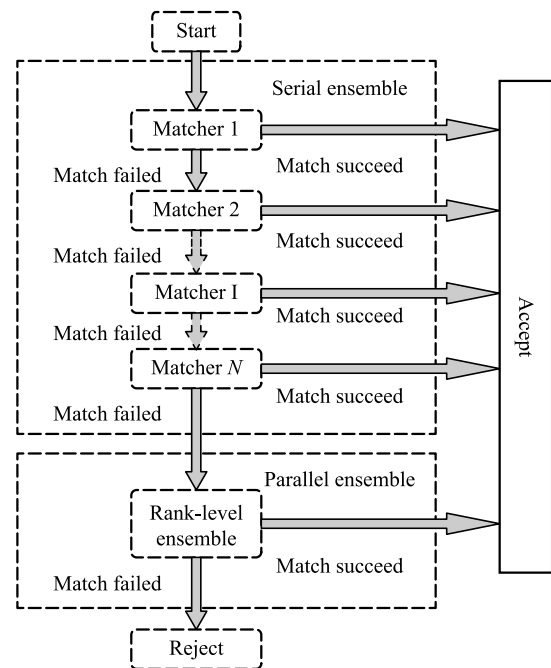 Start
Serial ensemble
Matcher 1
Match failed
Match succeed
Matcher 2
Match failed
Match succeed
Matcher I
Match failed
Match succeed
Matcher N
Match failed
Match succeed
Accept
Parallel ensemble
Rank-level
ensemble
Match failed
Match succeed
Reject